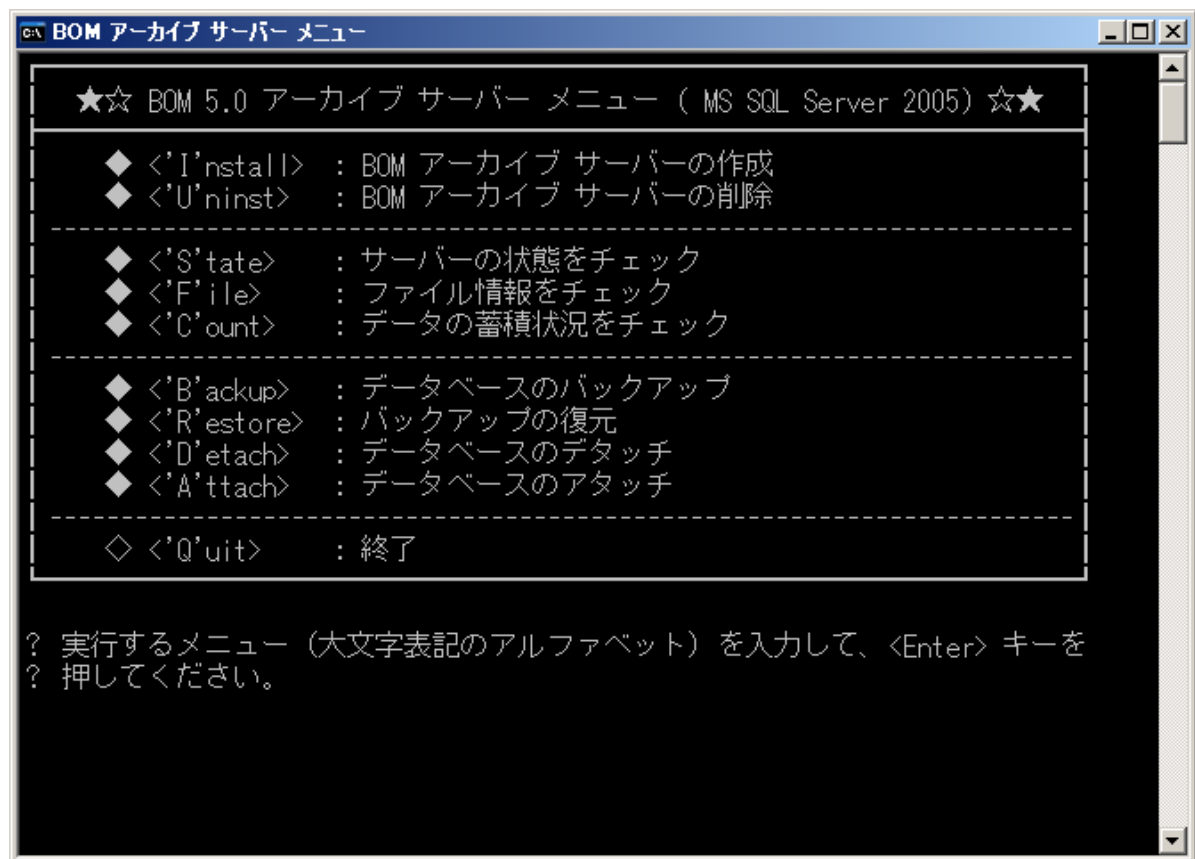 BOM アーカイブ サーバー メニュー
★☆ BOM 5.0 アーカイブ サーバー メニュー ( MS SQL Server 2005) ☆★
◆ <'I'nstall> : BOM アーカイブ サーバーの作成
◆ <'U'ninst> : BOM アーカイブ サーバーの削除
◆ <'S'tate> : サーバーの状態をチェック
◆ <'F'ile> : ファイル情報をチェック
◆ <'C'ount> : データの蓄積状況をチェック
◆ <'B'ackup> : データベースのバックアップ
◆ <'R'estore> : バックアップの復元
◆ <'D'etach> : データベースのデタッチ
◆ <'A'ttach> : データベースのアタッチ
◇ <'Q'uit> : 終了
? 実行するメニュー（大文字表記のアルファベット）を入力して、<Enter> キーを
? 押してください。